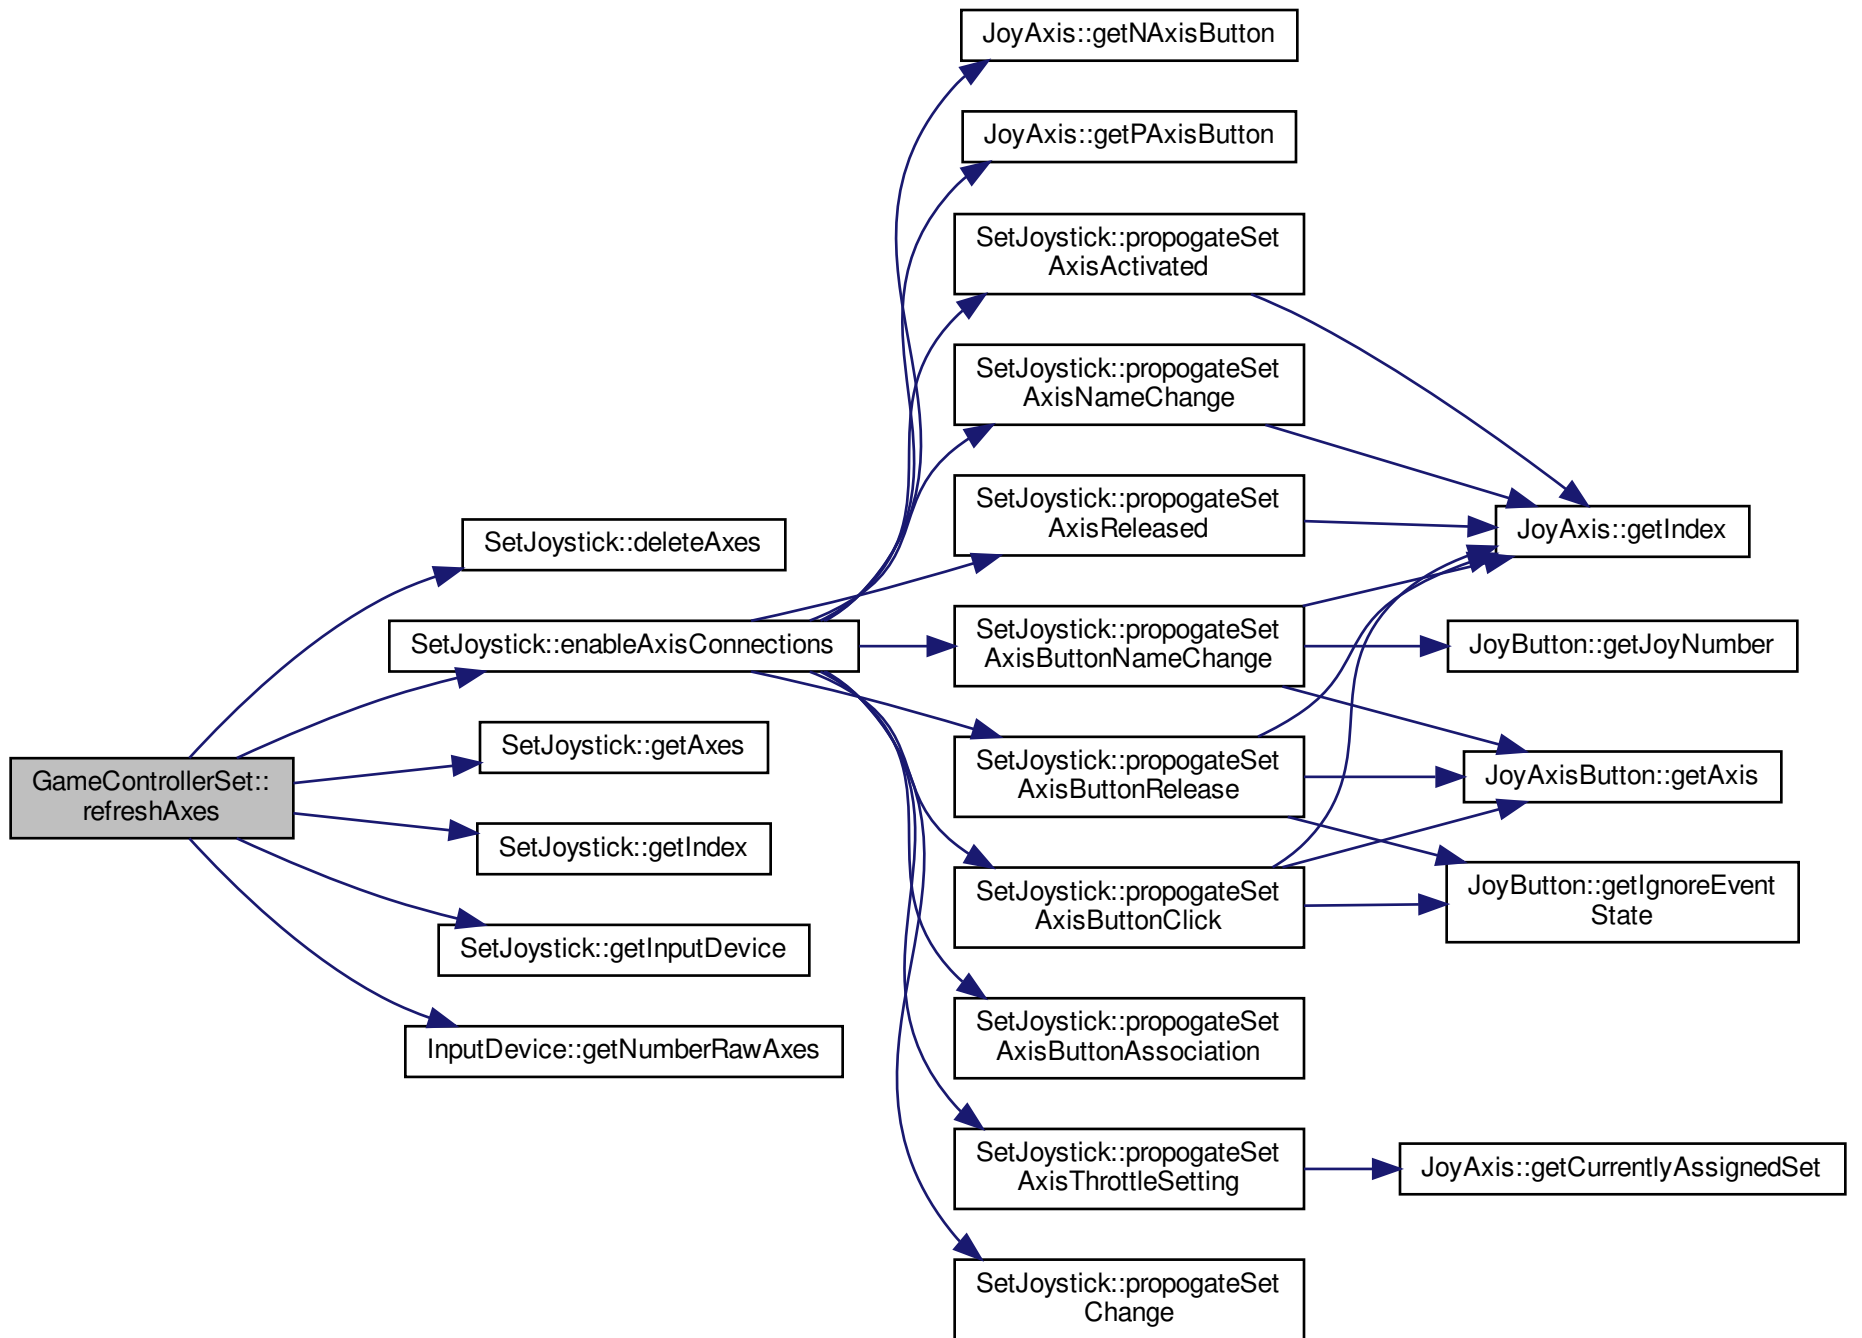 GameControllerSet::
refreshAxes
SetJoystick::deleteAxes
SetJoystick::enableAxisConnections
SetJoystick::getAxes
SetJoystick::getIndex
SetJoystick::getInputDevice
InputDevice::getNumberRawAxes
JoyAxis::getNAxisButton
JoyAxis::getPAxisButton
SetJoystick::propogateSet
AxisActivated
SetJoystick::propogateSet
AxisNameChange
SetJoystick::propogateSet
AxisReleased
SetJoystick::propogateSet
AxisButtonNameChange
SetJoystick::propogateSet
AxisButtonRelease
SetJoystick::propogateSet
AxisButtonClick
SetJoystick::propogateSet
AxisButtonAssociation
SetJoystick::propogateSet
AxisThrottleSetting
SetJoystick::propogateSet
Change
JoyAxis::getIndex
JoyButton::getJoyNumber
JoyAxisButton::getAxis
JoyButton::getIgnoreEvent
State
JoyAxis::getCurrentlyAssignedSet